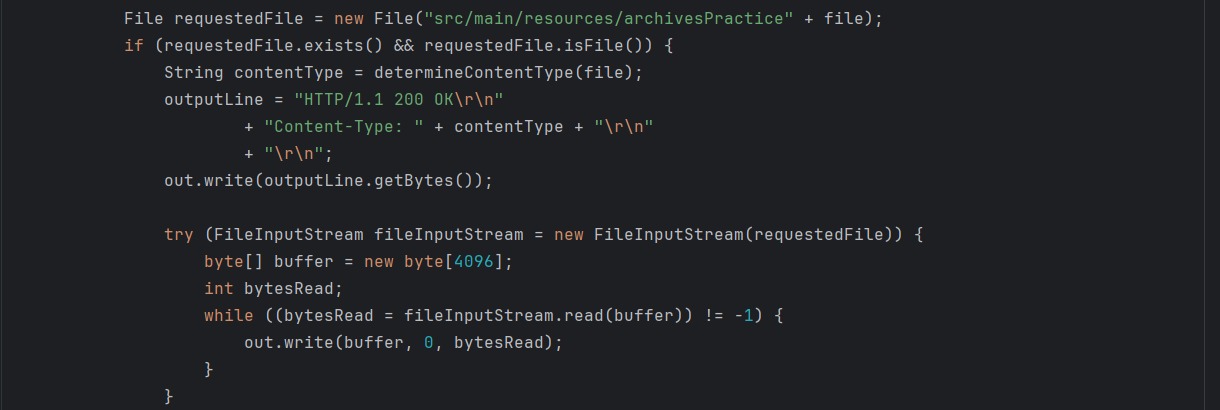 File requestedFile = new File("src/main/resources/archivesPractice" + file);
if (requestedFile.exists() && requestedFile.isFile()) {
String contentType = determineContentType(file);
outputLine = "HTTP/1.1 200 OK\r\n"
+ "Content-Type: " + contentType + "\r\n"
+ "\r\n";
out.write(outputLine.getBytes());
try (FileInputStream fileInputStream = new FileInputStream(requestedFile)) {
byte[] buffer = new byte[4096];
int bytesRead;
while ((bytesRead = fileInputStream.read(buffer)) != -1) {
out.write(buffer, 0, bytesRead);
}
}